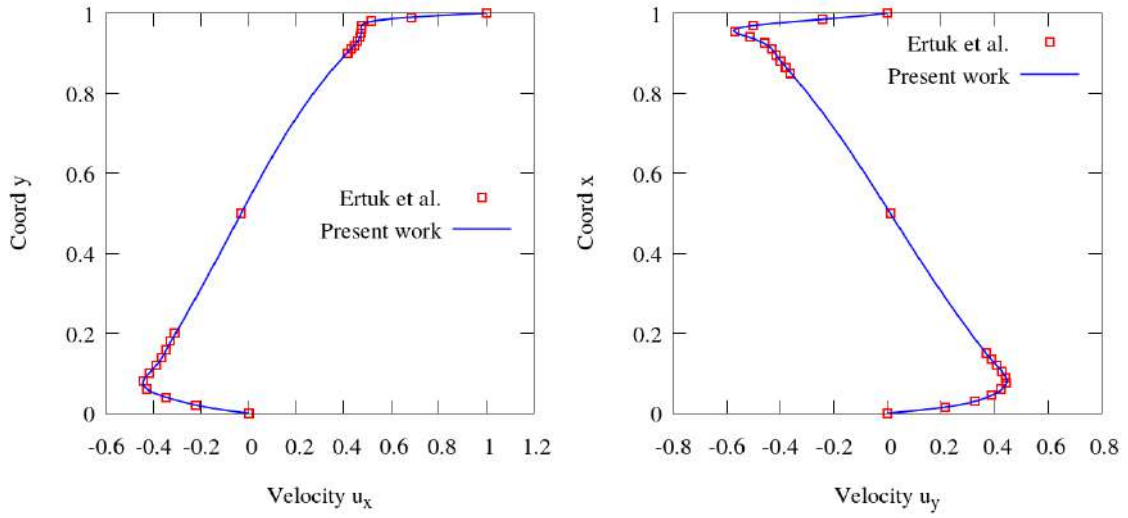 1
0.8
0.6
0.4
0.2
0
Coord y
-0.6 -0.4 -0.2 0 0.2 0.4 0.6 0.8 1 1.2
Velocity u_x
Ertuk et al.
Present work
1
0.8
0.6
0.4
0.2
0
Coord x
-0.8 -0.6 -0.4 -0.2 0 0.2 0.4 0.6 0.8
Velocity u_y
Ertuk et al.
Present work